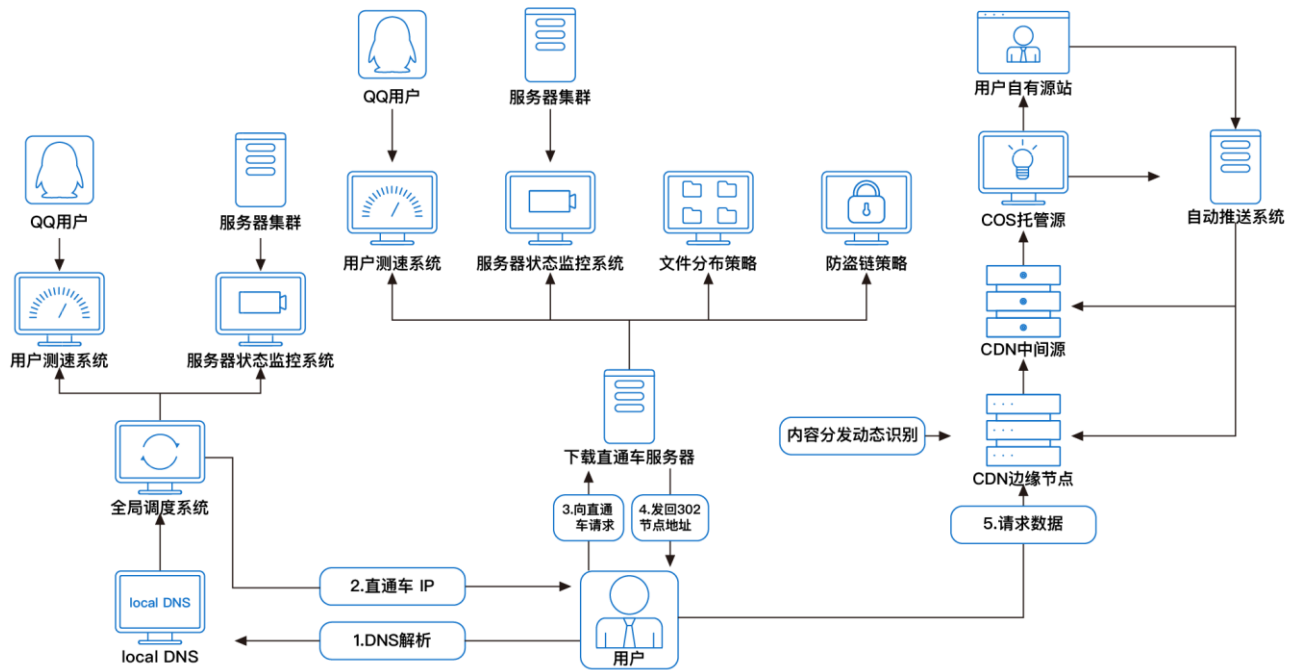 QQ用户
服务器集群
用户自有源站
QQ用户
服务器集群
COS托管源
自动推送系统
用户测速系统
服务器状态监控系统
文件分布策略
防盗链策略
用户测速系统
服务器状态监控系统
CDN中间源
内容分发动态识别
下载直通车服务器
CDN边缘节点
全局调度系统
3.向直通
车请求
4.发回302
节点地址
5.请求数据
2.直通车 IP
local DNS
1.DNS解析
local DNS
用户